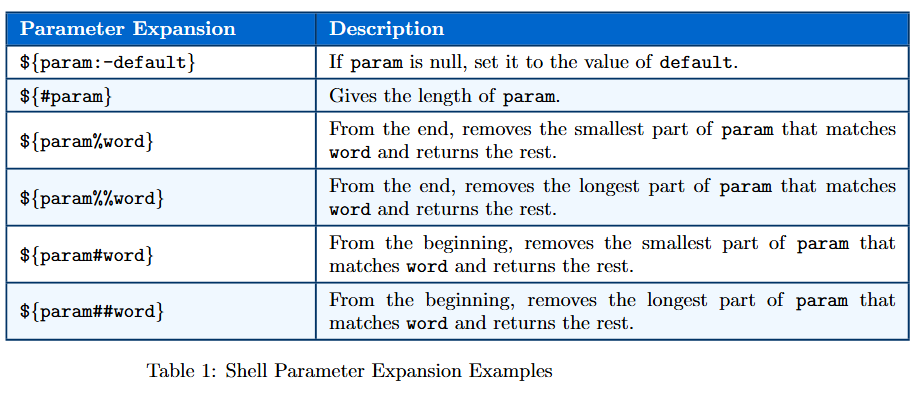 Parameter Expansion Description
${param:-default} If param is null, set it to the value of default.
${#param} Gives the length of param.
${param%word} From the end, removes the smallest part of param that matches
word and returns the rest.
${param%%word} From the end, removes the longest part of param that matches
word and returns the rest.
${param#word} From the beginning, removes the smallest part of param that
matches word and returns the rest.
${param##word} From the beginning, removes the longest part of param that
matches word and returns the rest.
Table 1: Shell Parameter Expansion Examples